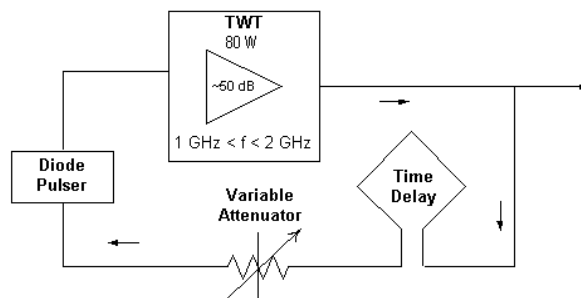 TWT
80 W
~50 dB
1 GHz < f < 2 GHz
Diode
Pulser
Variable
Attenuator
Time
Delay